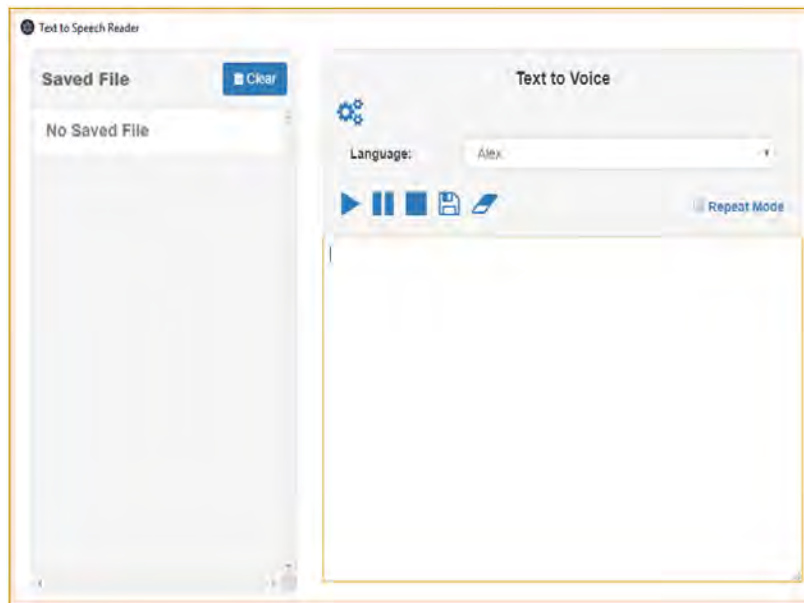 Text to Speech Reader
Saved File
Clear
No Saved File
Text to Voice
Language:
Alex
Repeat Mode